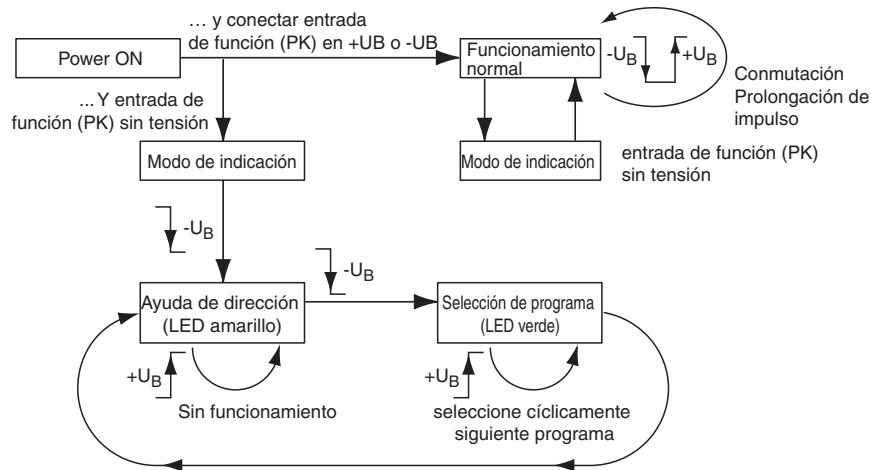 … y conectar entrada
de función (PK) en +UB o -UB
Power ON
Funcionamiento
normal
-UB
+UB
Conmutación
Prolongación de
impulso
... Y entrada de
función (PK) sin tensión
Modo de indicación
Modo de indicación
entrada de función (PK)
sin tensión
-UB
-UB
Ayuda de dirección
(LED amarillo)
Selección de programa
(LED verde)
+UB
Sin funcionamiento
+UB
seleccione cíclicamente
siguiente programa